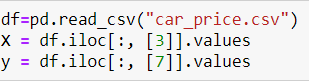 df=pd.read_csv("car_price.csv")
X = df.iloc[:, [3]].values
y = df.iloc[:, [7]].values